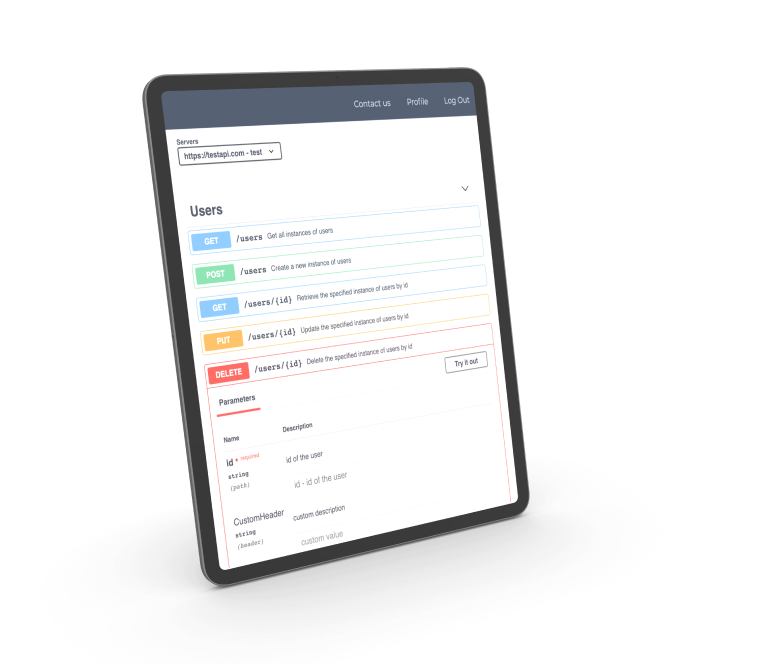 Contact us Profile Log Out
Servers
https://testapi.com - test
Users
GET /users Get all instances of users
POST /users Create a new instance of users
GET /users/{id} Retrieve the specified instance of users by id
PUT /users/{id} Update the specified instance of users by id
DELETE /users/{id} Delete the specified instance of users by id
Parameters Try it out
Name Description
id * required id of the user
string
(path) id - id of the user
CustomHeader custom description
string
(header) custom value